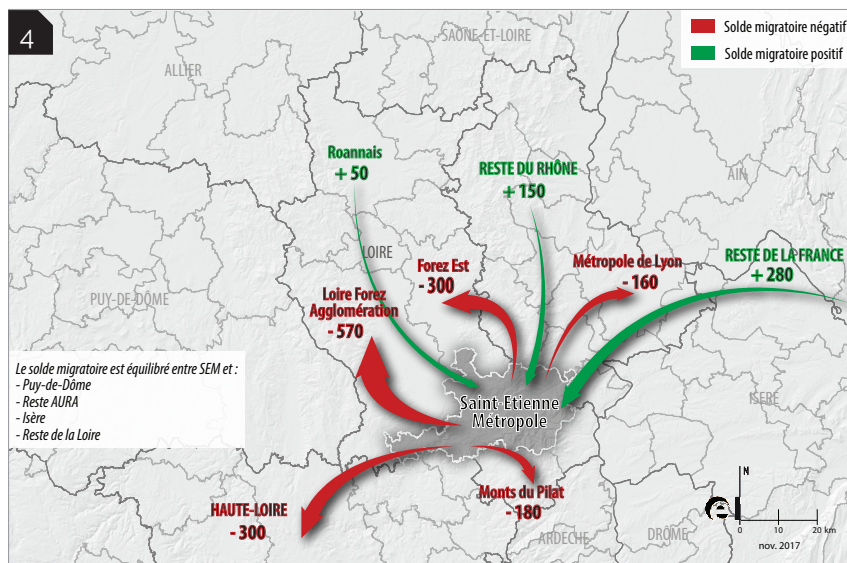 4
Solde migratoire négatif
Solde migratoire positif
SAÔNE-ET-LOIRE
ALLIER
Roannais
+ 50
RESTE DU RHÔNE
+ 150
AIN
LOIRE
Forez Est
- 300
Métropole de Lyon
- 160
RESTE DE LA FRANCE
+ 280
PUY-DE-DÔME
Loire Forez
Agglomération
- 570
Le solde migratoire est équilibré entre SEM et :
- Puy-de-Dôme
- Reste AURA
- Isère
- Reste de la Loire
Saint-Etienne
Métropole
ISERE
HAUTE-LOIRE
- 300
Monts du Pilat
- 180
ARDECHE
DRÔME
N
0 10 20 km
nov. 2017